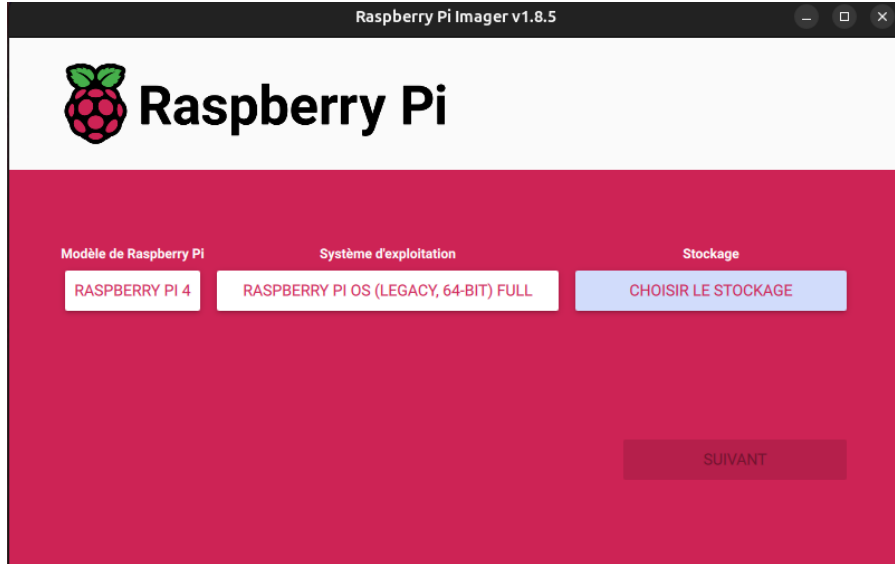 Raspberry Pi Imager v1.8.5
Raspberry Pi
Modèle de Raspberry Pi
Système d'exploitation
Stockage
RASPBERRY PI 4
RASPBERRY PI OS (LEGACY, 64-BIT) FULL
CHOISIR LE STOCKAGE
SUIVANT